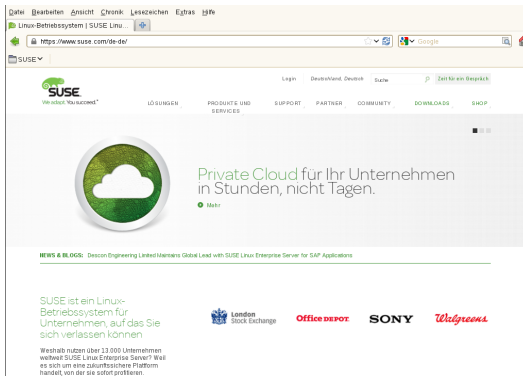 Datei Bearbeiten Ansicht Chronik Lesezeichen Extras Hilfe
Linux-Betriebssystem | SUSE Linu...
https://www.suse.com/de-de/
Google
SUSE
Login Deutschland, Deutsch Suche Zeit für ein Gespräch
SUSE
We adapt. You succeed.
LÖSUNGEN PRODUKTE UND SERVICES SUPPORT PARTNER COMMUNITY DOWNLOADS SHOP
Private Cloud für Ihr Unternehmen
in Stunden, nicht Tagen.
Mehr
NEWS & BLOGS: Descon Engineering Limited Maintains Global Lead with SUSE Linux Enterprise Server for SAP Applications
SUSE ist ein Linux-
Betriebssystem für
Unternehmen, auf das Sie
sich verlassen können
London
Stock Exchange
Office DEPOT
SONY
Walgreens
Weshalb nutzen über 13.000 Unternehmen
weltweit SUSE Linux Enterprise Server? Weil
es sich um eine zukunftssichere Plattform
handelt, von der sie sofort profitieren.